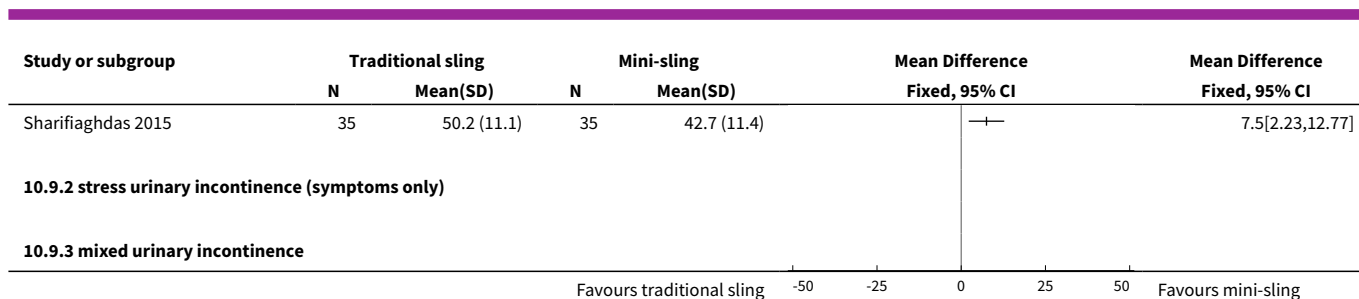 Study or subgroup Traditional sling Mini-sling Mean Difference Mean Difference
N Mean(SD) N Mean(SD) Fixed, 95% CI Fixed, 95% CI
Sharifiaghdas 2015 35 50.2 (11.1) 35 42.7 (11.4) 7.5[2.23,12.77]
10.9.2 stress urinary incontinence (symptoms only)
10.9.3 mixed urinary incontinence
Favours traditional sling -50 -25 0 25 50 Favours mini-sling